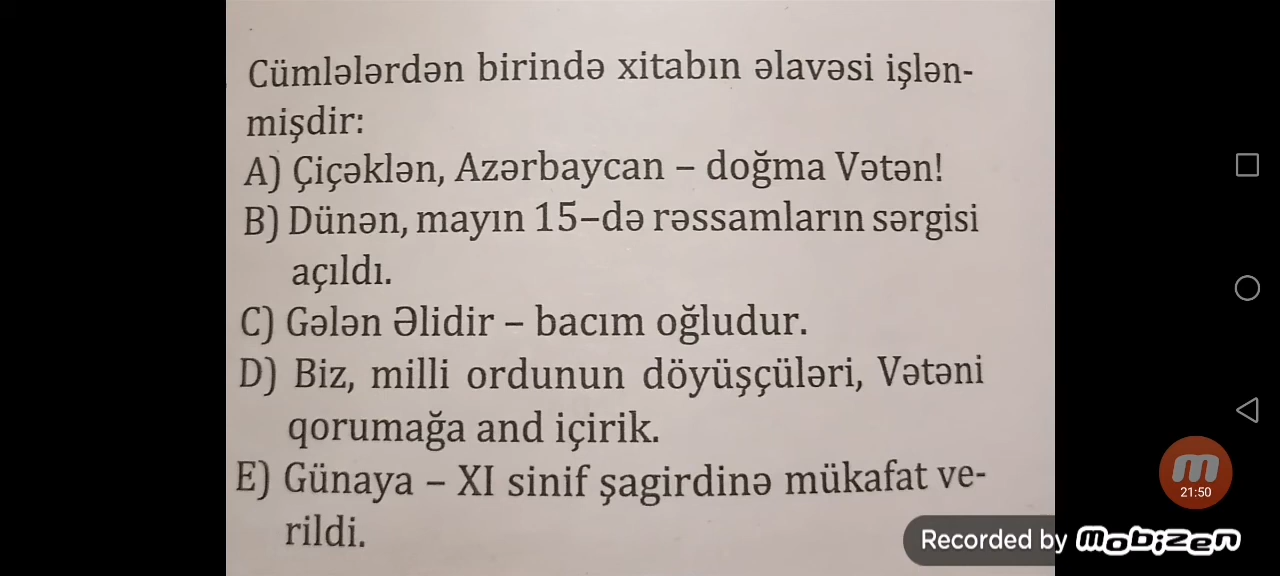 Cümlələrdən birində xitabın əlavəsi işlən-
mişdir:
A) Çiçəklən, Azərbaycan – doğma Vətən!
B) Dünən, mayın 15–də rəssamların sərgisi
açıldı.
C) Gələn Əlidir – bacım oğludur.
D) Biz, milli ordunun döyüşçüləri, Vətəni
qorumağa and içirik.
E) Günaya – XI sinif şagirdinə mükafat ve-
rildi.
21:50
Recorded by mobizen